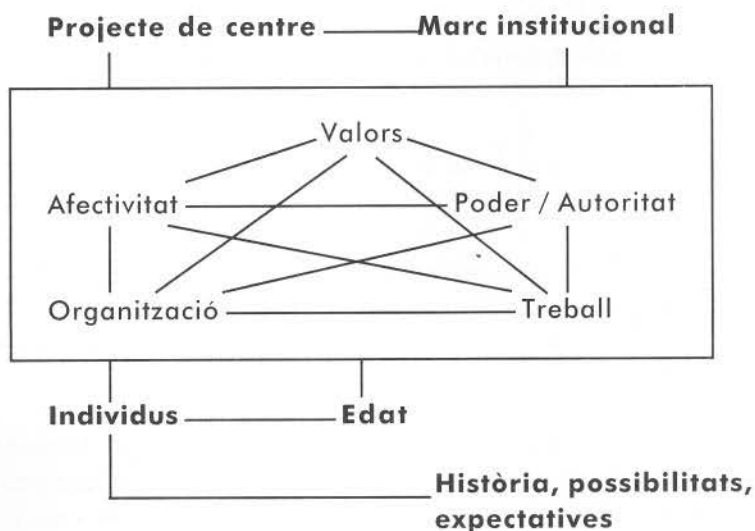 Projecte de centre Marc institucional
Valors
Afectivitat Poder / Autoritat
Organització Treball
Individus Edat
Història, possibilitats,
expectatives